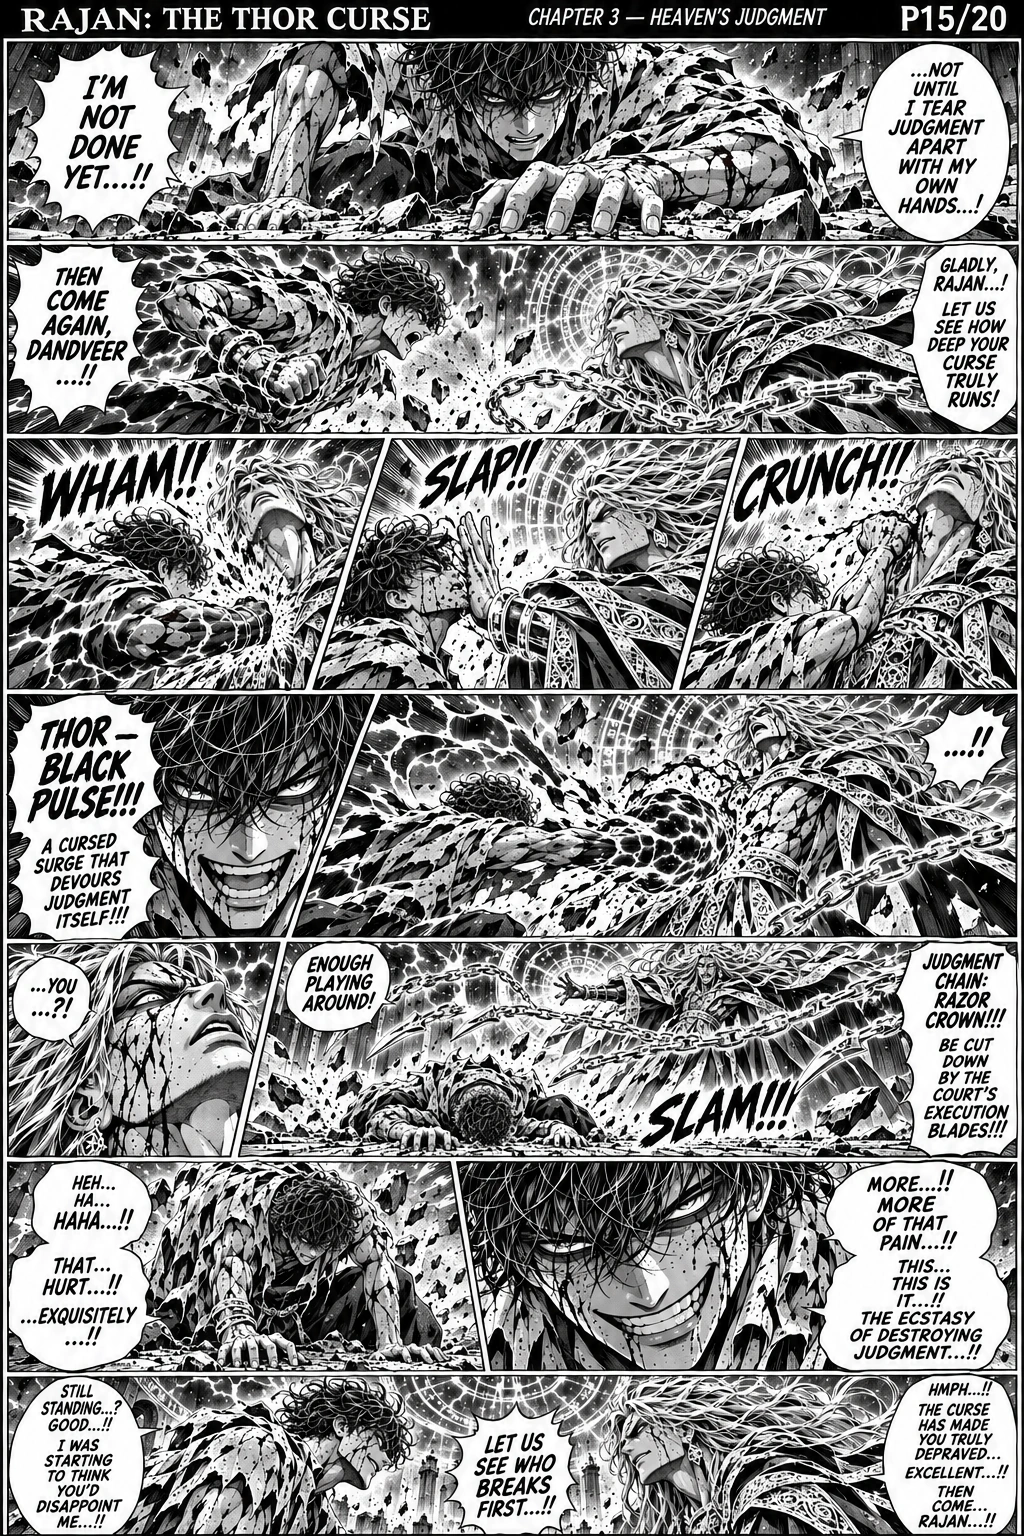 RAJAN: THE THOR CURSE
CHAPTER 3 — HEAVEN'S JUDGMENT
P15/20
I'M
NOT
DONE
YET...!!
...NOT
UNTIL
I TEAR
JUDGMENT
APART
WITH MY
OWN
HANDS...!
THEN
COME
AGAIN,
DANDVEER
...!!
GLADLY,
RAJAN...!
LET US
SEE HOW
DEEP YOUR
CURSE
TRULY
RUNS!
WHAM!!
SLAP!!
CRUNCH!!
THOR —
BLACK
PULSE!!!
A CURSED
SURGE THAT
DEVOURS
JUDGMENT
ITSELF!!!
...!!
...YOU
...?!
ENOUGH
PLAYING
AROUND!
JUDGMENT
CHAIN:
RAZOR
CROWN!!!
BE CUT
DOWN
BY THE
COURT'S
EXECUTION
BLADES!!!
SLAM!!!
HEH...
HA...
HAHA...!!
THAT...
HURT...!!
...EXQUISITELY
...!!
MORE...!!
MORE
OF THAT
PAIN...!!
THIS...
THIS IS
IT...!!
THE ECSTASY
OF DESTROYING
JUDGMENT...!!
STILL
STANDING...?
GOOD...!!
I WAS
STARTING
TO THINK
YOU'D
DISAPPOINT
ME...!!
LET US
SEE WHO
BREAKS
FIRST...!!
HMPH...!!
THE CURSE
HAS MADE
YOU TRULY
DEPRAVED...
EXCELLENT...!!
THEN
COME...
RAJAN...!!